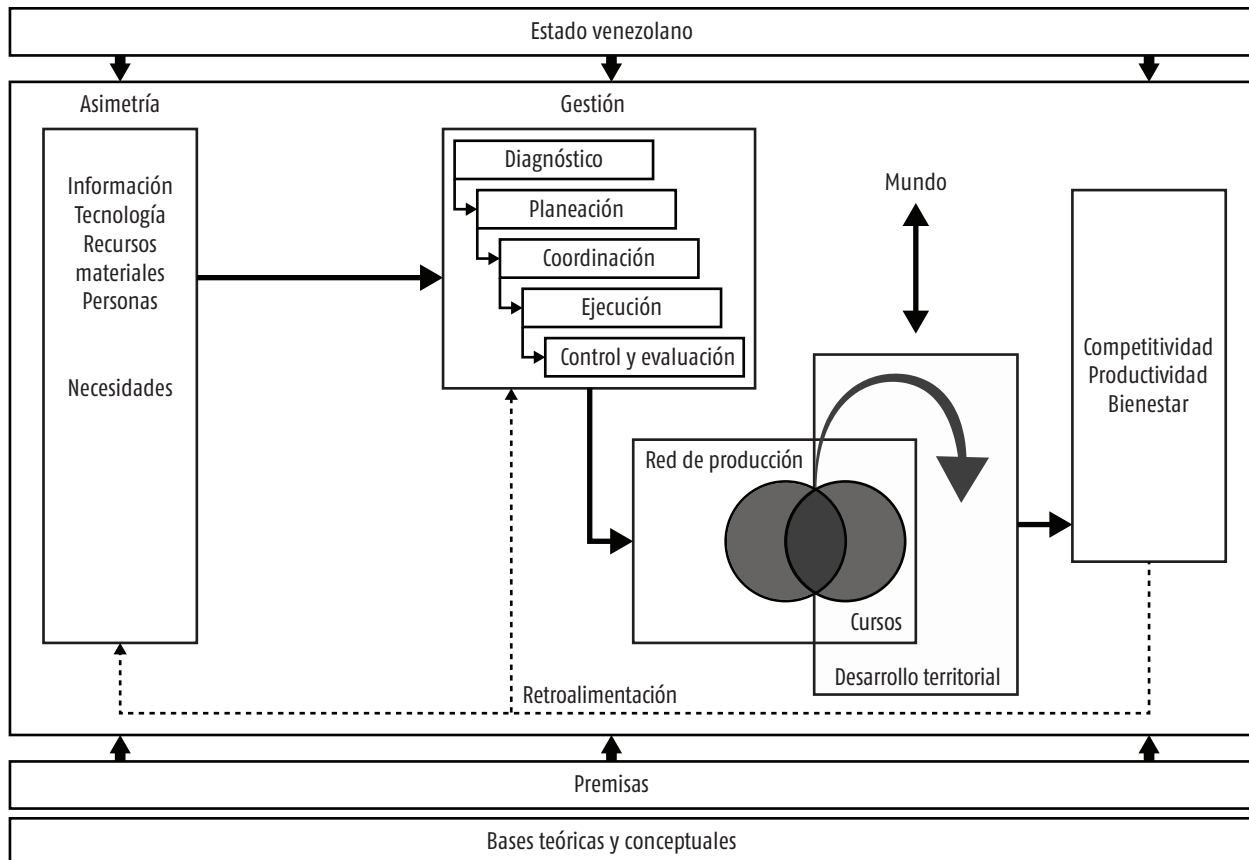 Estado venezolano
Asimetría
Gestión
Información
Tecnología
Recursos
materiales
Personas
Necesidades
Diagnóstico
Planeación
Coordinación
Ejecución
Control y evaluación
Mundo
Red de producción
Cursos
Desarrollo territorial
Competitividad
Productividad
Bienestar
Retroalimentación
Premisas
Bases teóricas y conceptuales